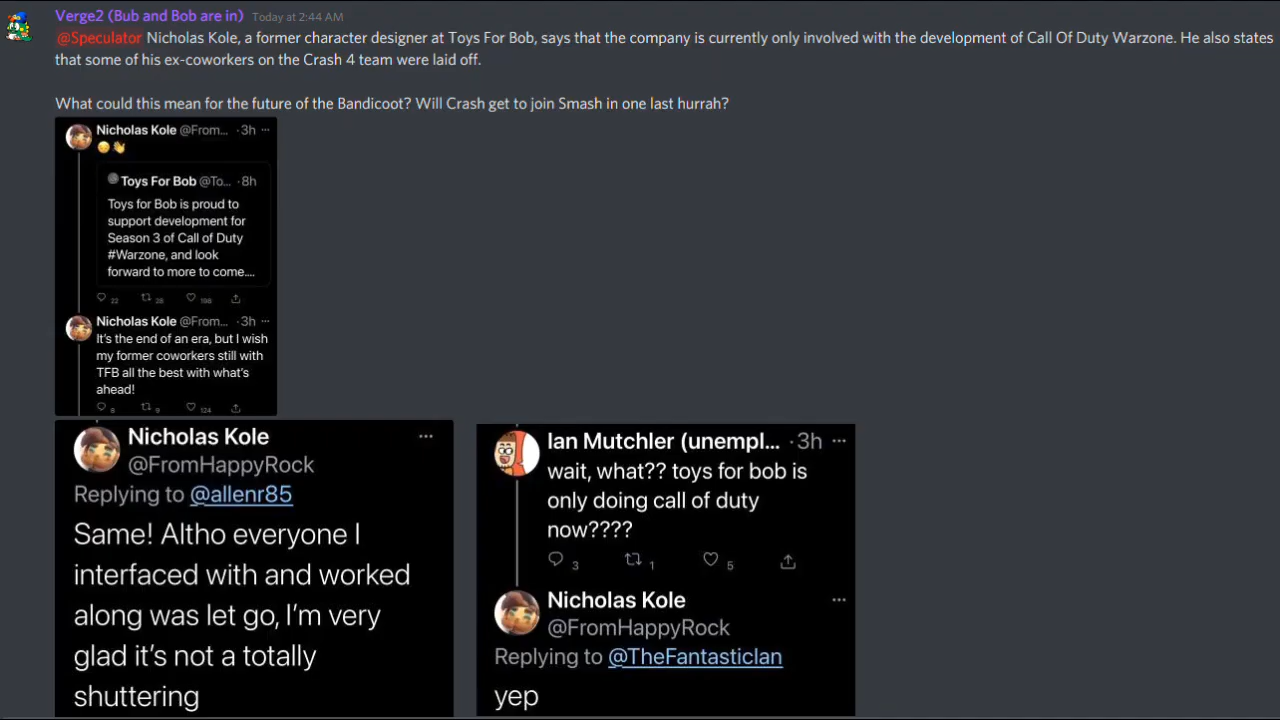 Verge2 (Bub and Bob are in) Today at 2:44 AM
@Speculator Nicholas Kole, a former character designer at Toys For Bob, says that the company is currently only involved with the development of Call Of Duty Warzone. He also states
that some of his ex-coworkers on the Crash 4 team were laid off.
What could this mean for the future of the Bandicoot? Will Crash get to join Smash in one last hurrah?
Nicholas Kole @From... ·3h ···
😔👋
Toys For Bob @To... ·8h
Toys for Bob is proud to
support development for
Season 3 of Call of Duty
#Warzone, and look
forward to more to come....
22 26 198
Nicholas Kole @From... ·3h ···
It's the end of an era, but I wish
my former coworkers still with
TFB all the best with what's
ahead!
8 9 124
Nicholas Kole ···
@FromHappyRock
Replying to @allenr85
Same! Altho everyone I
interfaced with and worked
along was let go, I'm very
glad it's not a totally
shuttering
Ian Mutchler (unempl... ·3h ···
wait, what?? toys for bob is
only doing call of duty
now????
3 1 5
Nicholas Kole ···
@FromHappyRock
Replying to @TheFantasticIan
yep